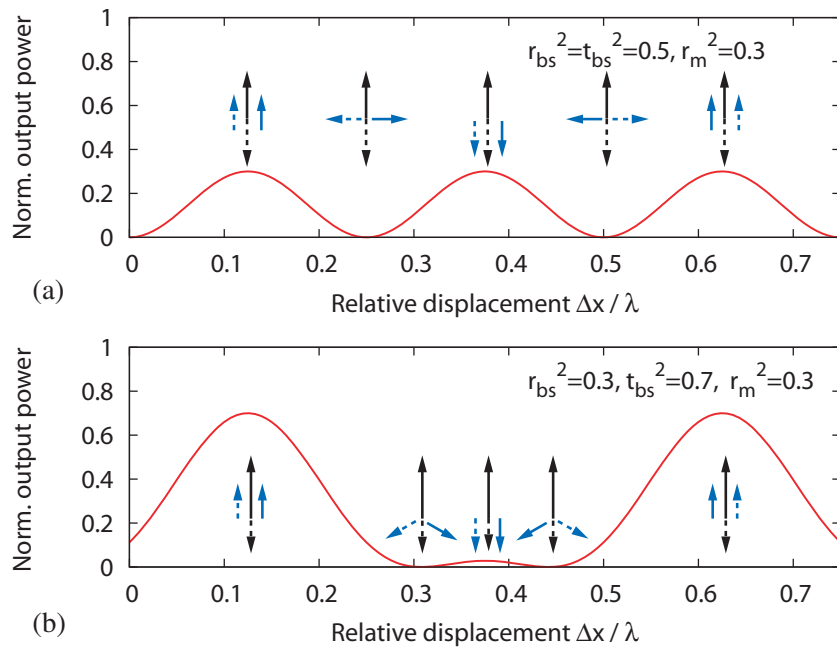 1
0.8
0.6
0.4
0.2
0
Norm. output power
r_bs^2=t_bs^2=0.5, r_m^2=0.3
0 0.1 0.2 0.3 0.4 0.5 0.6 0.7
(a)
Relative displacement Δx / λ
1
0.8
0.6
0.4
0.2
0
Norm. output power
r_bs^2=0.3, t_bs^2=0.7, r_m^2=0.3
0 0.1 0.2 0.3 0.4 0.5 0.6 0.7
(b)
Relative displacement Δx / λ